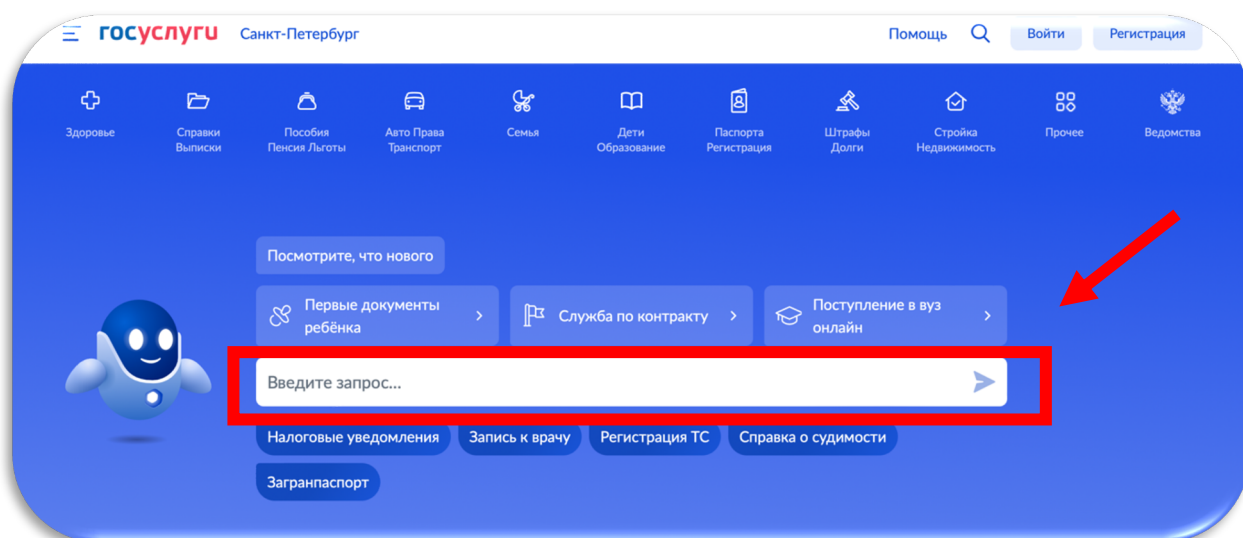 госуслуги Санкт-Петербург Помощь Войти Регистрация
Здоровье
Справки
Выписки
Пособия
Пенсия Льготы
Авто Права
Транспорт
Семья
Дети
Образование
Паспорта
Регистрация
Штрафы
Долги
Стройка
Недвижимость
Прочее
Ведомства
Посмотрите, что нового
Первые документы
ребёнка
Служба по контракту
Поступление в вуз
онлайн
Введите запрос...
Налоговые уведомления Запись к врачу Регистрация ТС Справка о судимости
Загранпаспорт